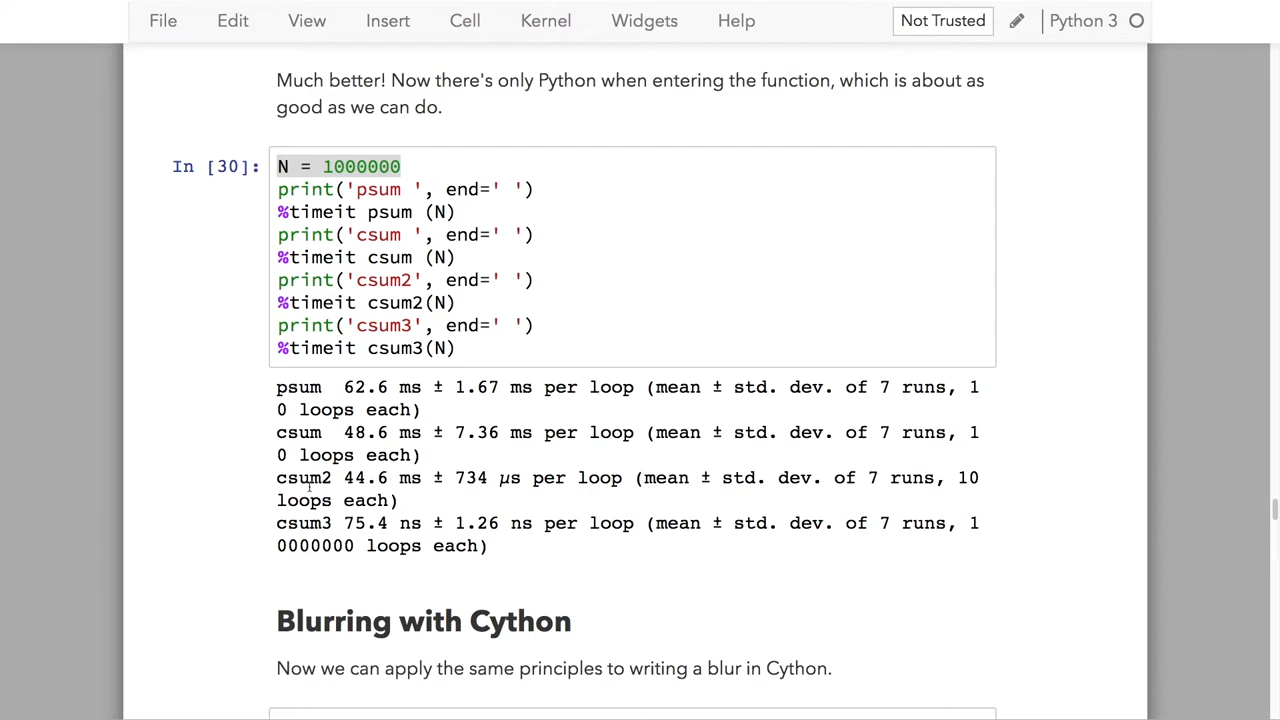 File Edit View Insert Cell Kernel Widgets Help Not Trusted Python 3
Much better! Now there's only Python when entering the function, which is about as
good as we can do.
In [30]: N = 1000000
print('psum ', end=' ')
%timeit psum (N)
print('csum ', end=' ')
%timeit csum (N)
print('csum2', end=' ')
%timeit csum2(N)
print('csum3', end=' ')
%timeit csum3(N)
psum  62.6 ms ± 1.67 ms per loop (mean ± std. dev. of 7 runs, 1
0 loops each)
csum  48.6 ms ± 7.36 ms per loop (mean ± std. dev. of 7 runs, 1
0 loops each)
csum2 44.6 ms ± 734 µs per loop (mean ± std. dev. of 7 runs, 10
loops each)
csum3 75.4 ns ± 1.26 ns per loop (mean ± std. dev. of 7 runs, 1
0000000 loops each)
Blurring with Cython
Now we can apply the same principles to writing a blur in Cython.